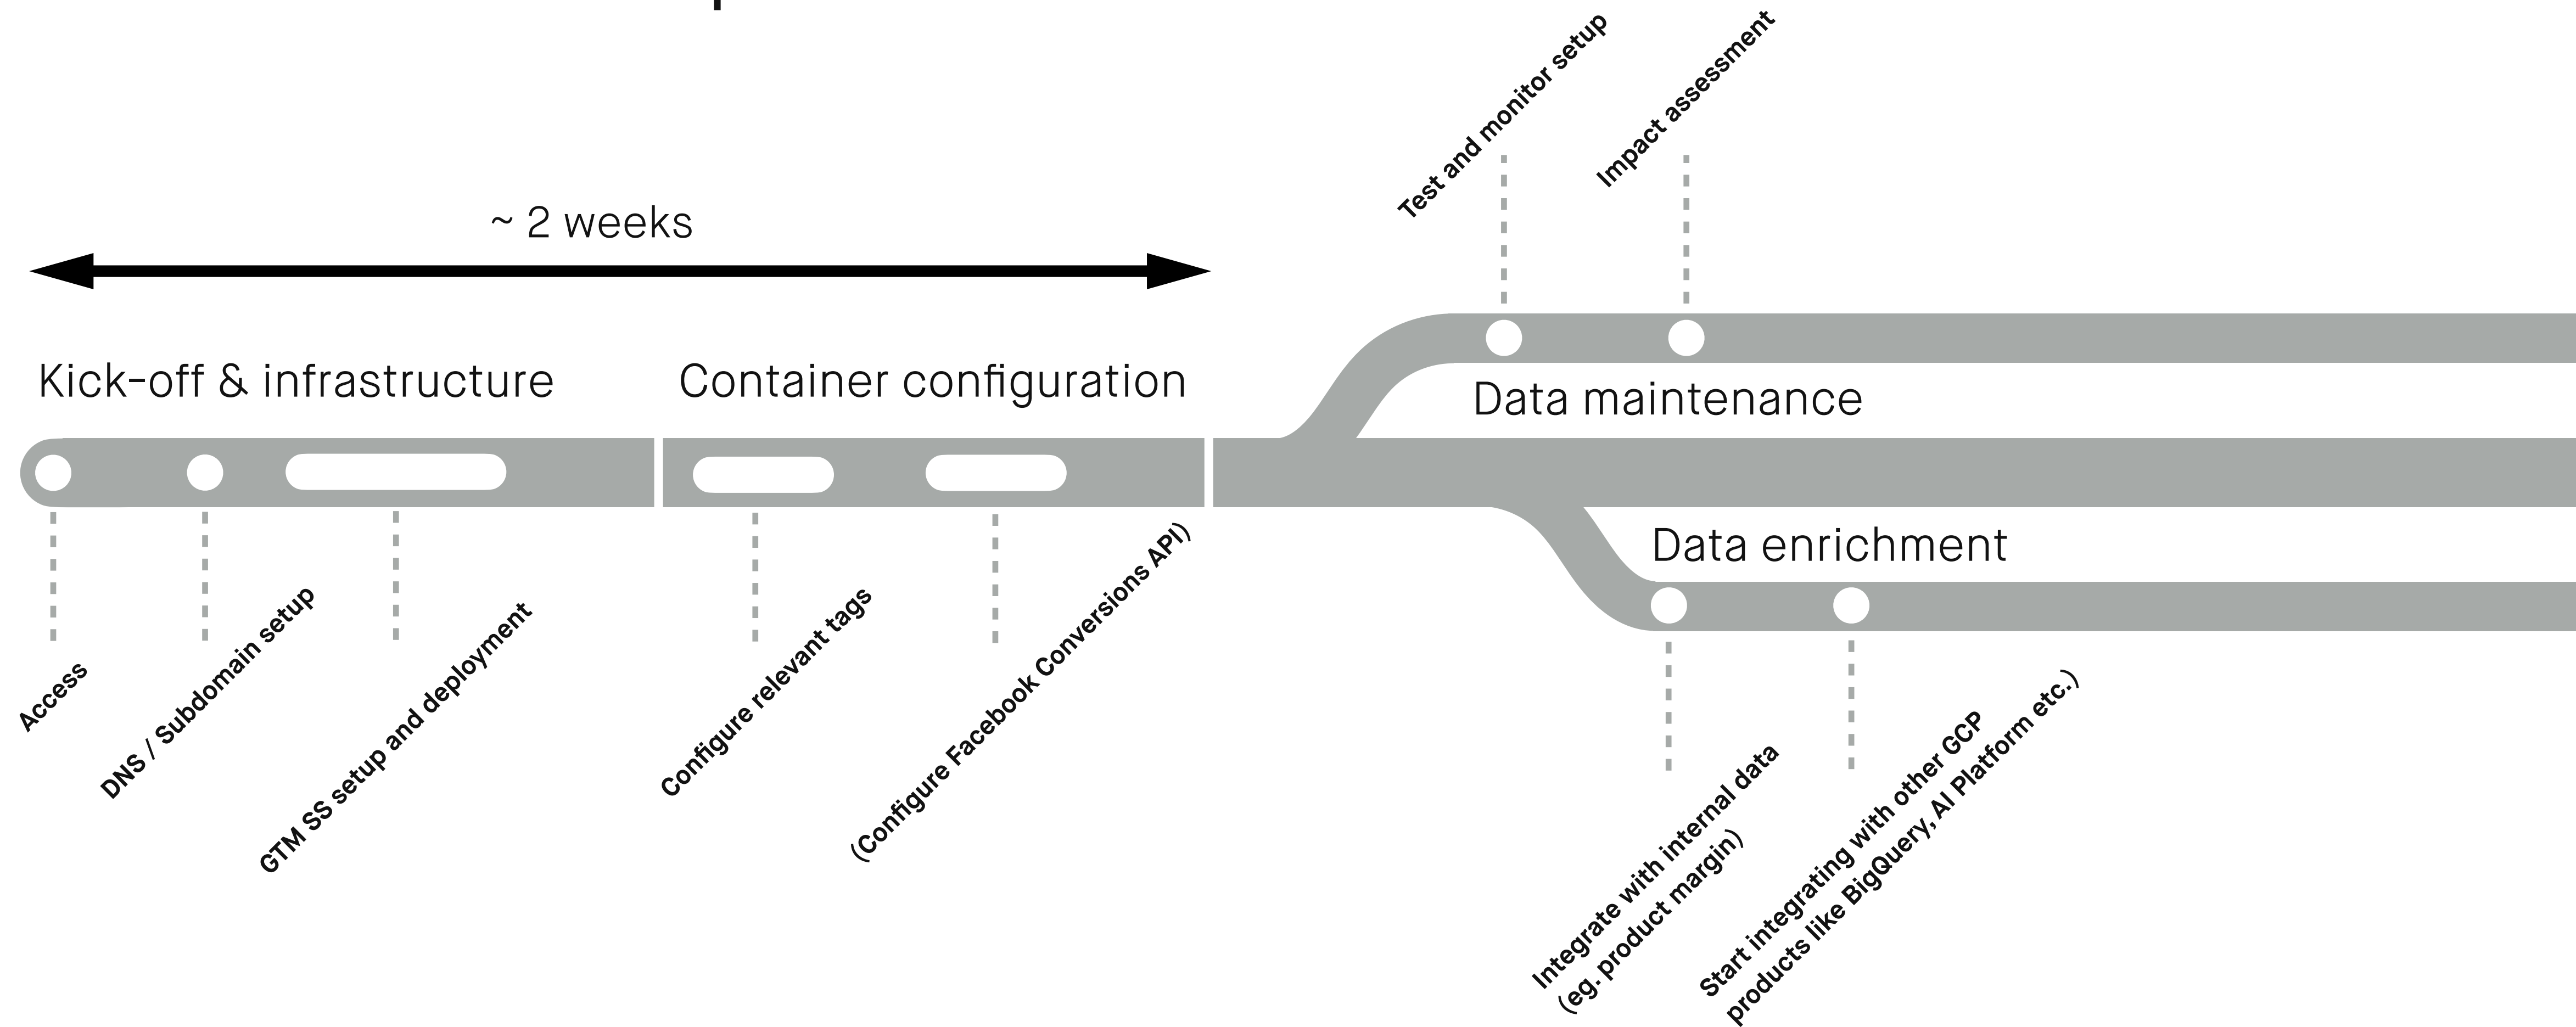 ~ 2 weeks
Kick-off & infrastructure
Access
DNS / Subdomain setup
GTM SS setup and deployment
Container configuration
Configure relevant tags
(Configure Facebook Conversions API)
Test and monitor setup
Impact assessment
Data maintenance
Data enrichment
Integrate with internal data
(eg. product margin)
Start integrating with other GCP
products like BigQuery, AI Platform etc.)